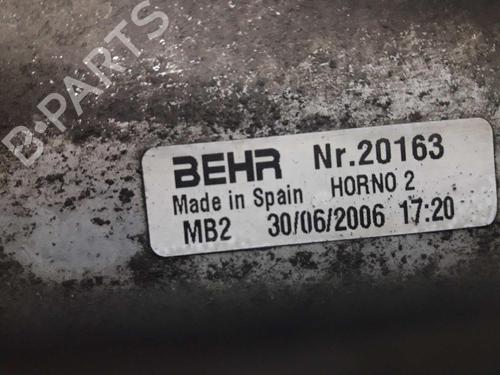 B-PARTS
BEHR Nr.20163
Made in Spain HORNO 2
MB2 30/06/2006 17:20